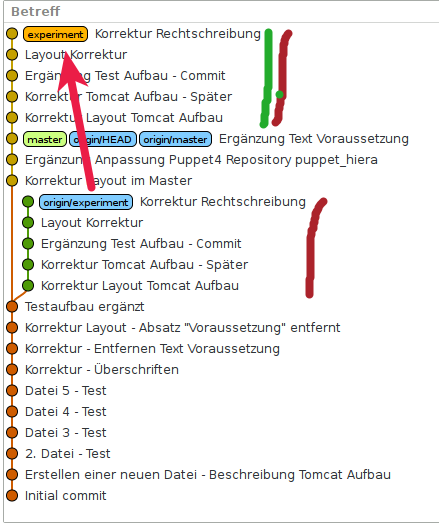 Betreff
experiment Korrektur Rechtschreibung
Layout Korrektur
Ergänzung Test Aufbau - Commit
Korrektur Tomcat Aufbau - Später
Korrektur Layout Tomcat Aufbau
master origin/HEAD origin/master Ergänzung Text Voraussetzung
Ergänzung Anpassung Puppet4 Repository puppet_hiera
Korrektur Layout im Master
origin/experiment Korrektur Rechtschreibung
Layout Korrektur
Ergänzung Test Aufbau - Commit
Korrektur Tomcat Aufbau - Später
Korrektur Layout Tomcat Aufbau
Testaufbau ergänzt
Korrektur Layout - Absatz "Voraussetzung" entfernt
Korrektur - Entfernen Text Voraussetzung
Korrektur - Überschriften
Datei 5 - Test
Datei 4 - Test
Datei 3 - Test
2. Datei - Test
Erstellen einer neuen Datei - Beschreibung Tomcat Aufbau
Initial commit